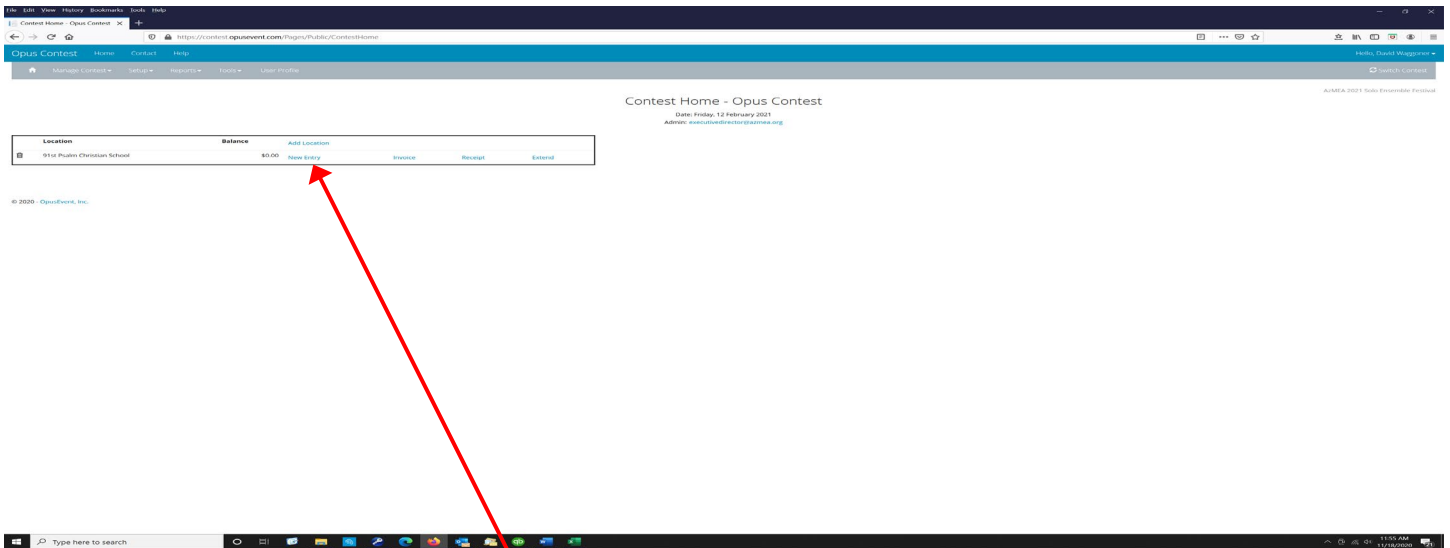 File Edit View History Bookmarks Tools Help
Contest Home - Opus Contest
https://contest.opusevent.com/Pages/Public/ContestHome
Opus Contest Home Contact Help Hello, David Waggoner
Manage Contest Setup Reports Tools User Profile Switch Contest
AzMEA 2021 Solo Ensemble Festival
Contest Home - Opus Contest
Date: Friday, 12 February 2021
Admin: executivedirector@azmea.org
Location Balance Add Location
91st Psalm Christian School $0.00 New Entry Invoice Receipt Extend
© 2020 - OpusEvent, Inc.
Type here to search
11:55 AM
11/18/2020